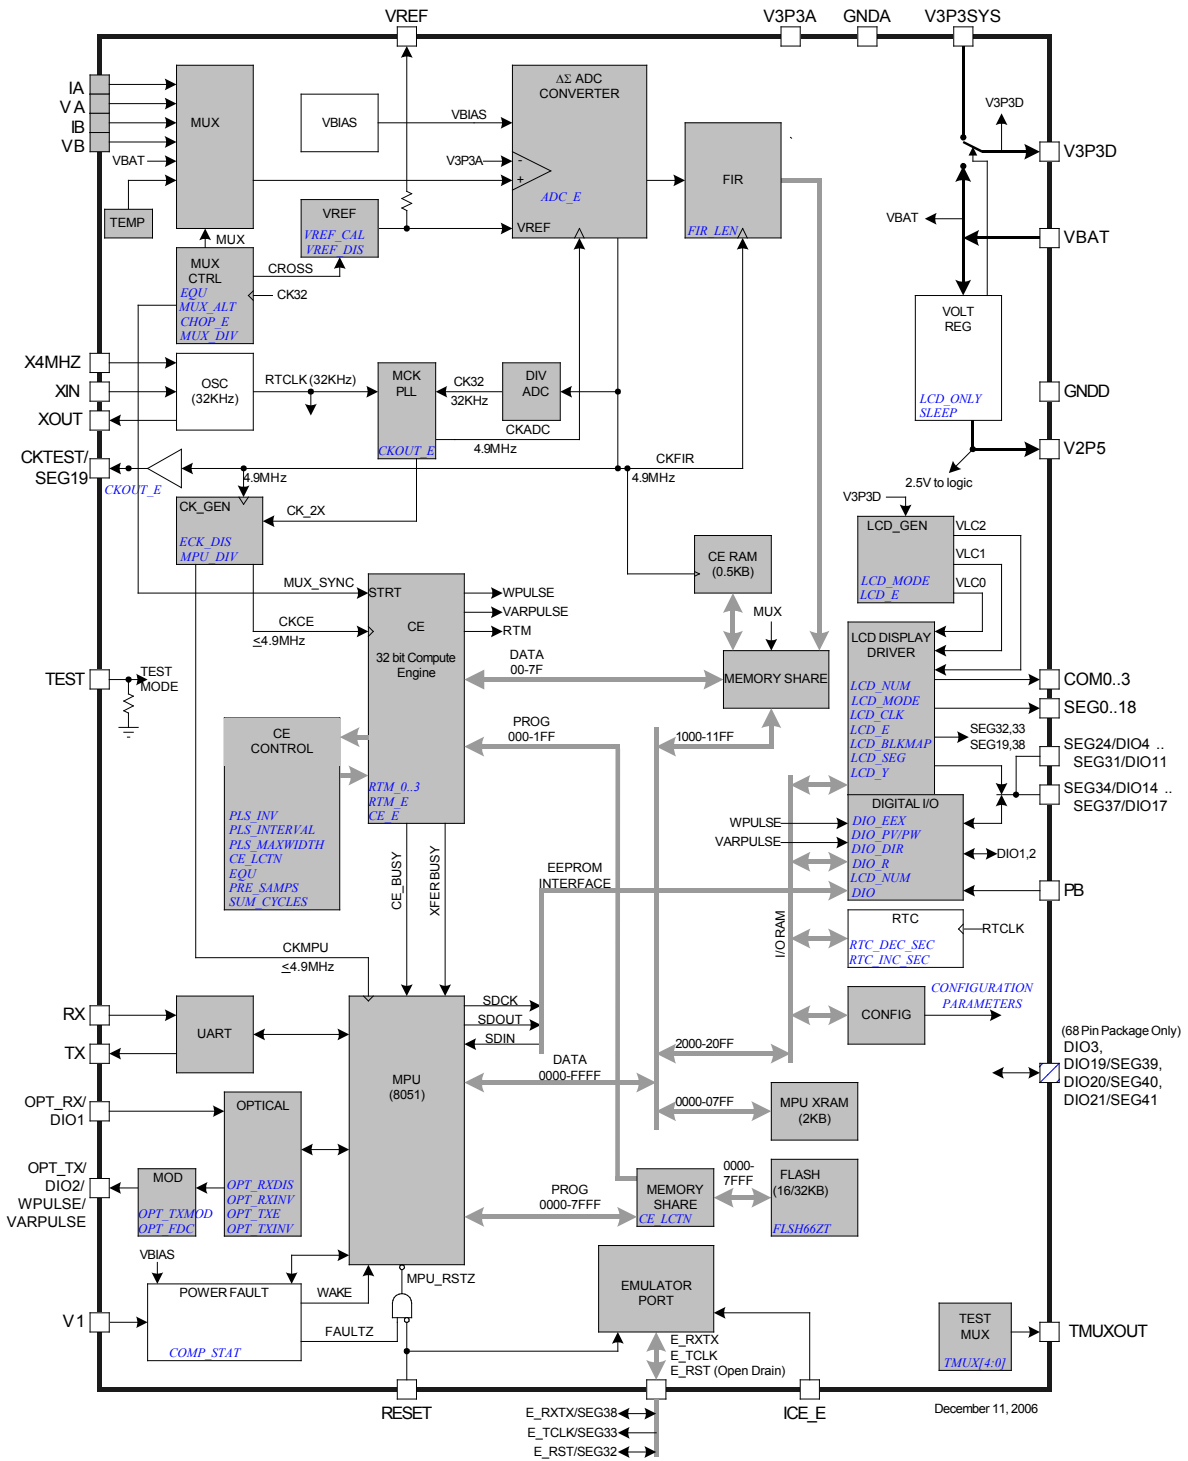 VREF
V3P3A
GNDA
V3P3SYS
IA
VA
IB
VB
VBAT
TEMP
MUX
VBIAS
VBIAS
V3P3A
ΔΣ ADC
CONVERTER
-
+
ADC_E
VREF
FIR
FIR_LEN
V3P3D
V3P3D
VBAT
VBAT
VREF
VREF_CAL
VREF_DIS
MUX
MUX
CTRL
EQU
MUX_ALT
CHOP_E
MUX_DIV
CROSS
CK32
VOLT
REG
LCD_ONLY
SLEEP
X4MHZ
XIN
XOUT
OSC
(32KHz)
RTCLK (32KHz)
MCK
PLL
CKOUT_E
CK32
32KHz
DIV
ADC
CKADC
4.9MHz
GNDD
V2P5
2.5V to logic
CKTEST/
SEG19
CKOUT_E
4.9MHz
CKFIR
4.9MHz
CK_GEN
ECK_DIS
MPU_DIV
CK_2X
V3P3D
LCD_GEN
LCD_MODE
LCD_E
VLC2
VLC1
VLC0
CE RAM
(0.5KB)
MUX_SYNC
CKCE
<4.9MHz
STRT
CE
32 bit Compute
Engine
RTM_0..3
RTM_E
CE_E
WPULSE
VARPULSE
RTM
DATA
00-7F
MUX
MEMORY SHARE
PROG
000-1FF
1000-11FF
LCD DISPLAY
DRIVER
LCD_NUM
LCD_MODE
LCD_CLK
LCD_E
LCD_BLKMAP
LCD_SEG
LCD_Y
COM0..3
SEG0..18
SEG32,33
SEG19,38
SEG24/DIO4 ..
SEG31/DIO11
SEG34/DIO14 ..
SEG37/DIO17
TEST
TEST
MODE
CE
CONTROL
PLS_INV
PLS_INTERVAL
PLS_MAXWIDTH
CE_LCTN
EQU
PRE_SAMPS
SUM_CYCLES
WPULSE
VARPULSE
DIGITAL I/O
DIO_EEX
DIO_PV/PW
DIO_DIR
DIO_R
LCD_NUM
DIO
DIO1,2
PB
CE_BUSY
XFER BUSY
EEPROM
INTERFACE
I/O RAM
RTC
RTC_DEC_SEC
RTC_INC_SEC
RTCLK
CKMPU
<4.9MHz
CONFIG
CONFIGURATION
PARAMETERS
RX
TX
UART
MPU
(8051)
SDCK
SDOUT
SDIN
DATA
0000-FFFF
2000-20FF
0000-07FF
MPU XRAM
(2KB)
(68 Pin Package Only)
DIO3,
DIO19/SEG39,
DIO20/SEG40,
DIO21/SEG41
OPT_RX/
DIO1
OPTICAL
OPT_RXDIS
OPT_RXINV
OPT_TXE
OPT_TXINV
OPT_TX/
DIO2/
WPULSE/
VARPULSE
MOD
OPT_TXMOD
OPT_FDC
PROG
0000-7FFF
MEMORY
SHARE
CE_LCTN
0000-
7FFF
FLASH
(16/32KB)
FLSH66ZT
VBIAS
V1
POWER FAULT
COMP_STAT
WAKE
FAULTZ
MPU_RSTZ
EMULATOR
PORT
E_RXTX
E_TCLK
E_RST (Open Drain)
TEST
MUX
TMUX[4:0]
TMUXOUT
RESET
ICE_E
E_RXTX/SEG38
E_TCLK/SEG33
E_RST/SEG32
December 11, 2006